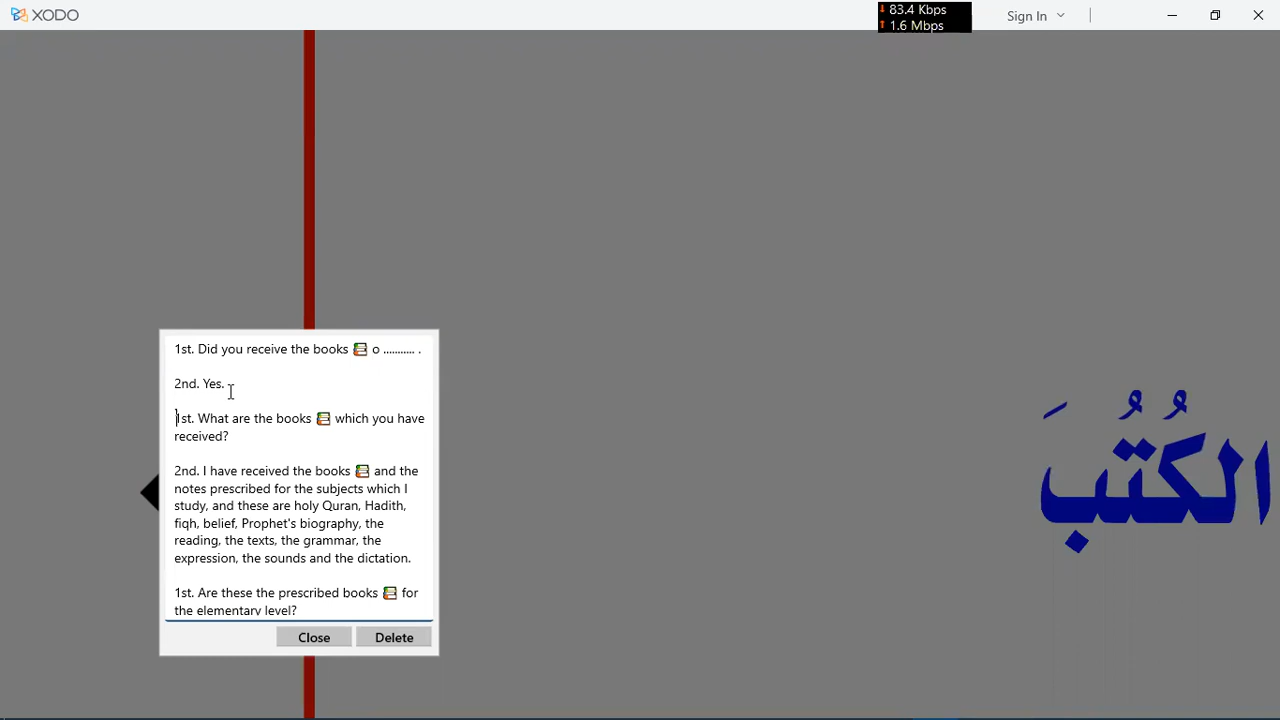 XODO
83.4 Kbps
1.6 Mbps
Sign In
1st. Did you receive the books 📚 o ........... .
2nd. Yes.
1st. What are the books 📚 which you have
received?
2nd. I have received the books 📚 and the
notes prescribed for the subjects which I
study, and these are holy Quran, Hadith,
fiqh, belief, Prophet's biography, the
reading, the texts, the grammar, the
expression, the sounds and the dictation.
1st. Are these the prescribed books 📚 for
the elementary level?
Close Delete
الكُتُبَ